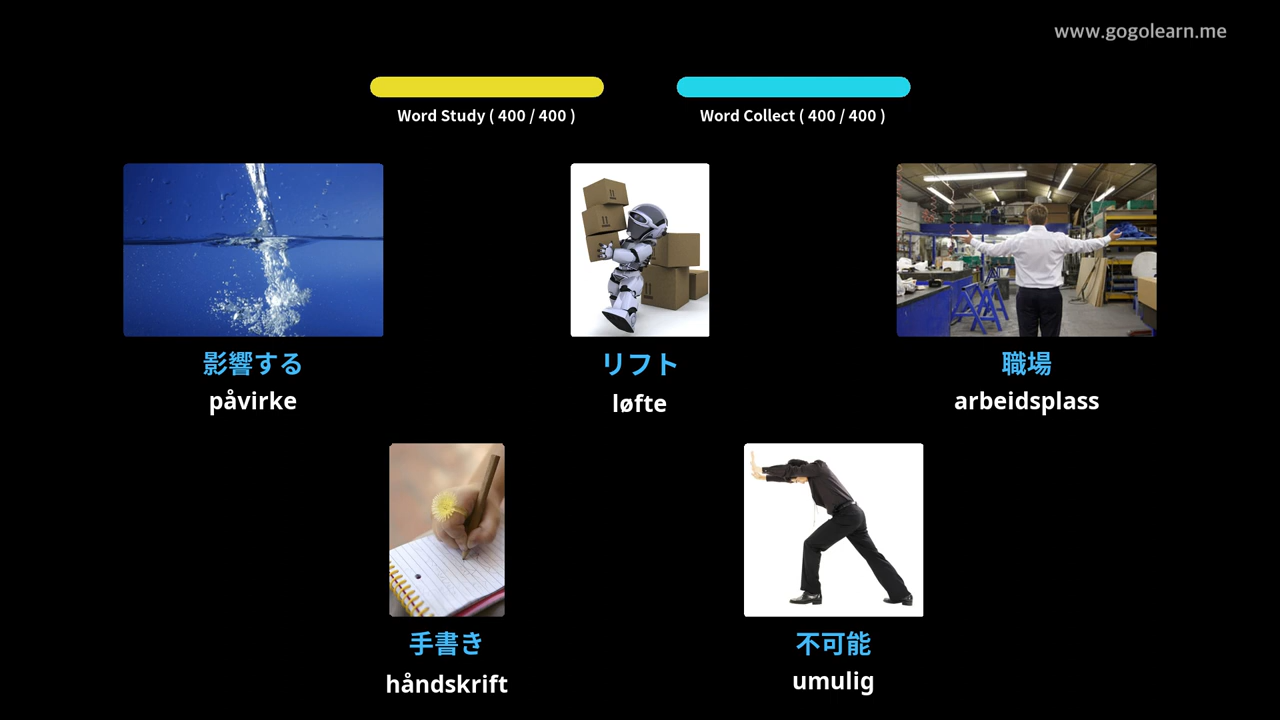 www.gogolearn.me
Word Study ( 400 / 400 )
Word Collect ( 400 / 400 )
影響する
påvirke
リフト
løfte
職場
arbeidsplass
手書き
håndskrift
不可能
umulig